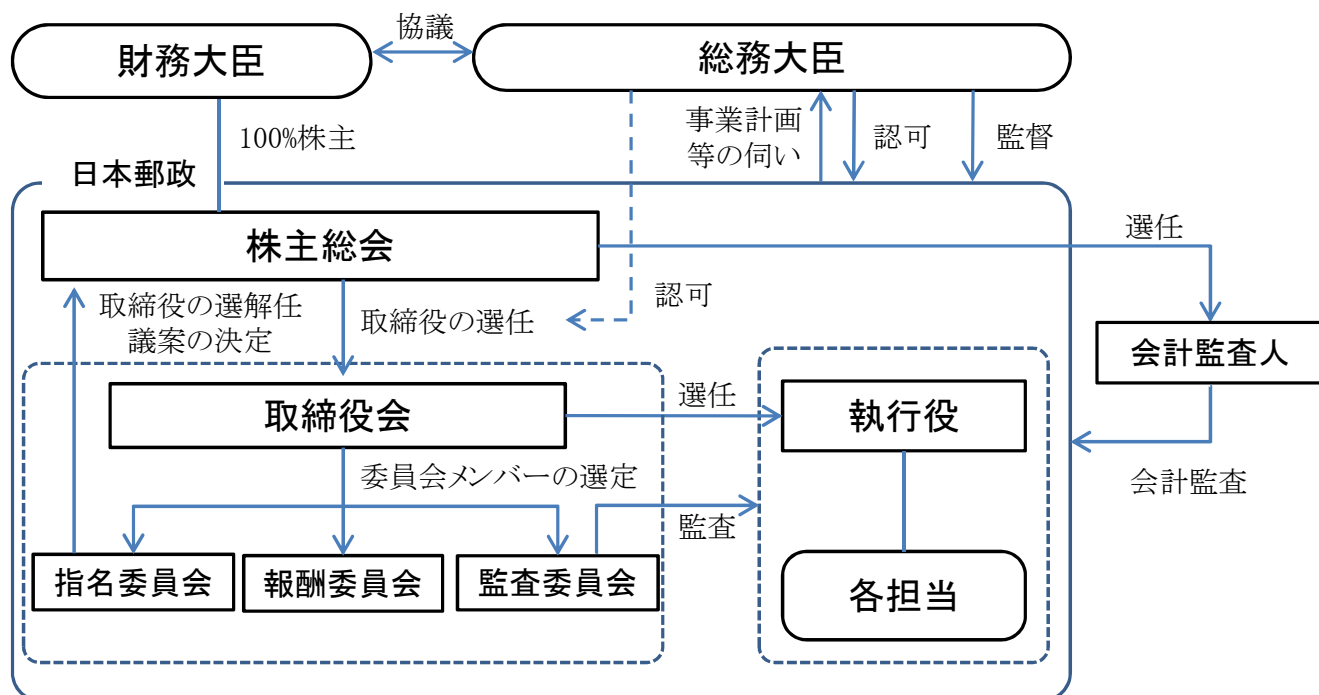 協議
財務大臣
総務大臣
100%株主
事業計画
等の伺い
認可
監督
日本郵政
株主総会
選任
取締役の選解任
議案の決定
取締役の選任
認可
会計監査人
取締役会
選任
執行役
委員会メンバーの選定
監査
会計監査
指名委員会
報酬委員会
監査委員会
各担当